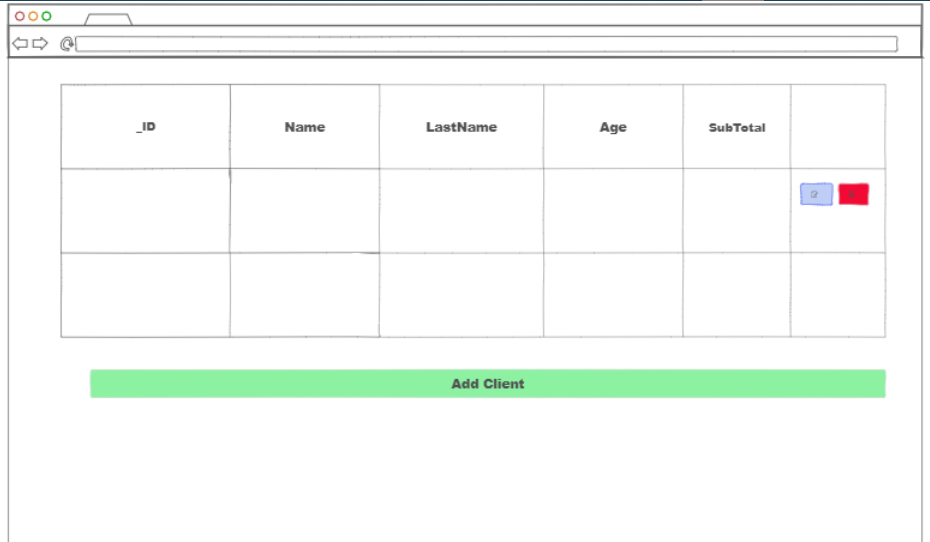 _ID
Name
LastName
Age
SubTotal
Add Client